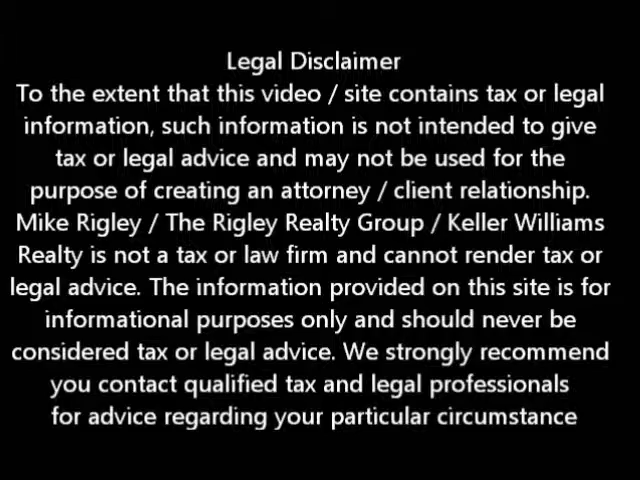 Legal Disclaimer
To the extent that this video / site contains tax or legal
information, such information is not intended to give
tax or legal advice and may not be used for the
purpose of creating an attorney / client relationship.
Mike Rigley / The Rigley Realty Group / Keller Williams
Realty is not a tax or law firm and cannot render tax or
legal advice. The information provided on this site is for
informational purposes only and should never be
considered tax or legal advice. We strongly recommend
you contact qualified tax and legal professionals
for advice regarding your particular circumstance